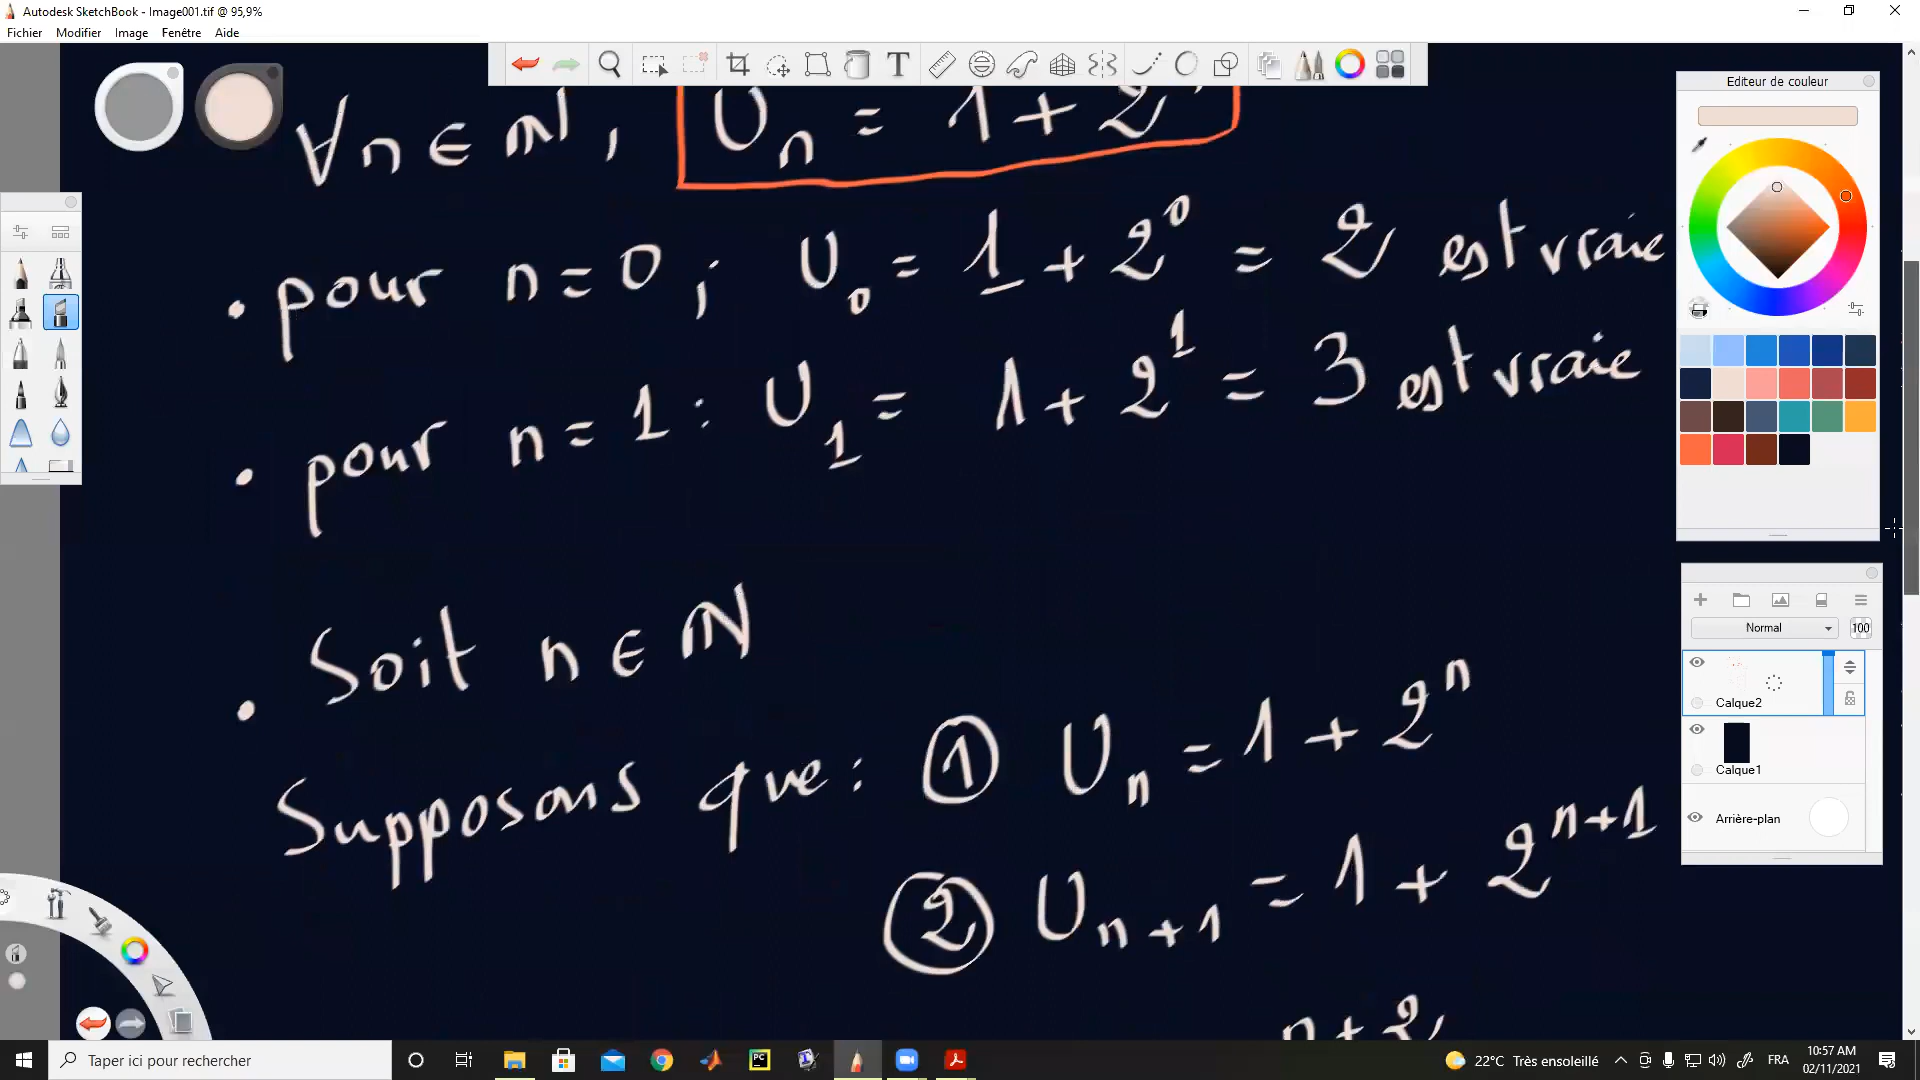 Autodesk SketchBook - Image001.tif @ 95,9%
Fichier Modifier Image Fenêtre Aide
∀n ∈ ℕ, Un = 1 + 2
• pour n = 0 ; U₀ = 1 + 2⁰ = 2 est vraie
• pour n = 1 : U₁ = 1 + 2¹ = 3 est vraie
• Soit n ∈ ℕ
Supposons que : ① Uₙ = 1 + 2ⁿ
② Uₙ₊₁ = 1 + 2ⁿ⁺¹
n + 2
Editeur de couleur
Normal
100
Calque2
Calque1
Arrière-plan
Taper ici pour rechercher
22°C Très ensoleillé
FRA
10:57 AM
02/11/2021